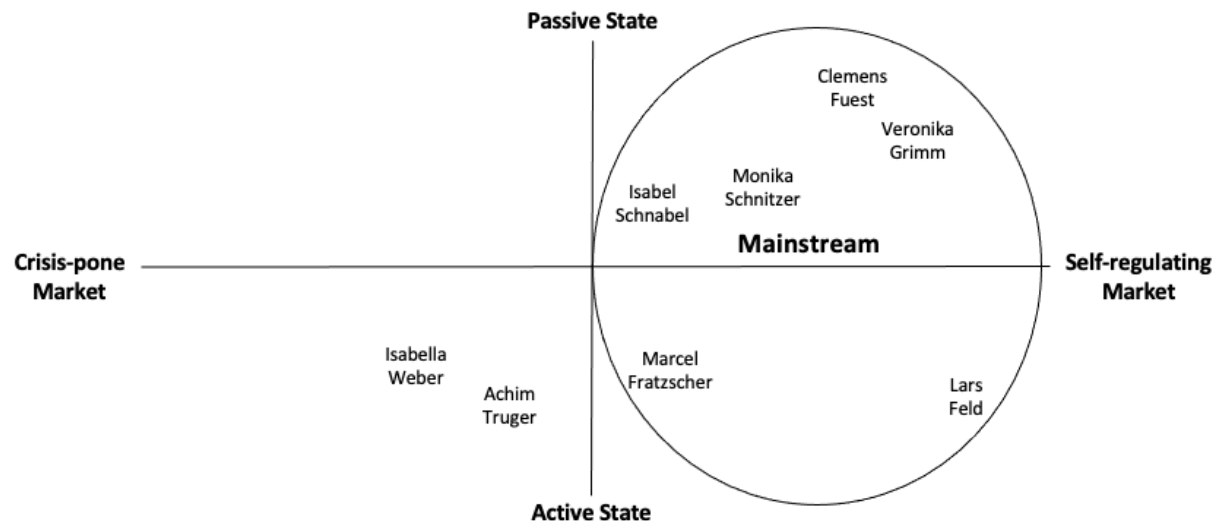 Passive State
Clemens
Fuest
Veronika
Grimm
Monika
Schnitzer
Isabel
Schnabel
Mainstream
Crisis-pone
Market
Self-regulating
Market
Isabella
Weber
Achim
Truger
Marcel
Fratzscher
Lars
Feld
Active State